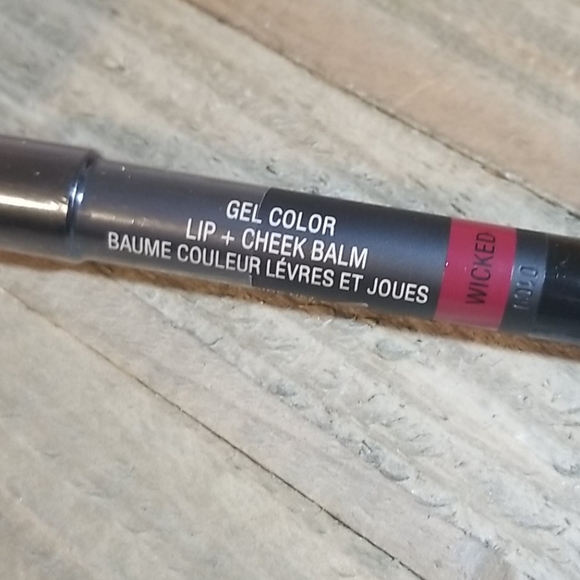 GEL COLOR
LIP + CHEEK BALM
BAUME COULEUR LÉVRES ET JOUES
WICKED